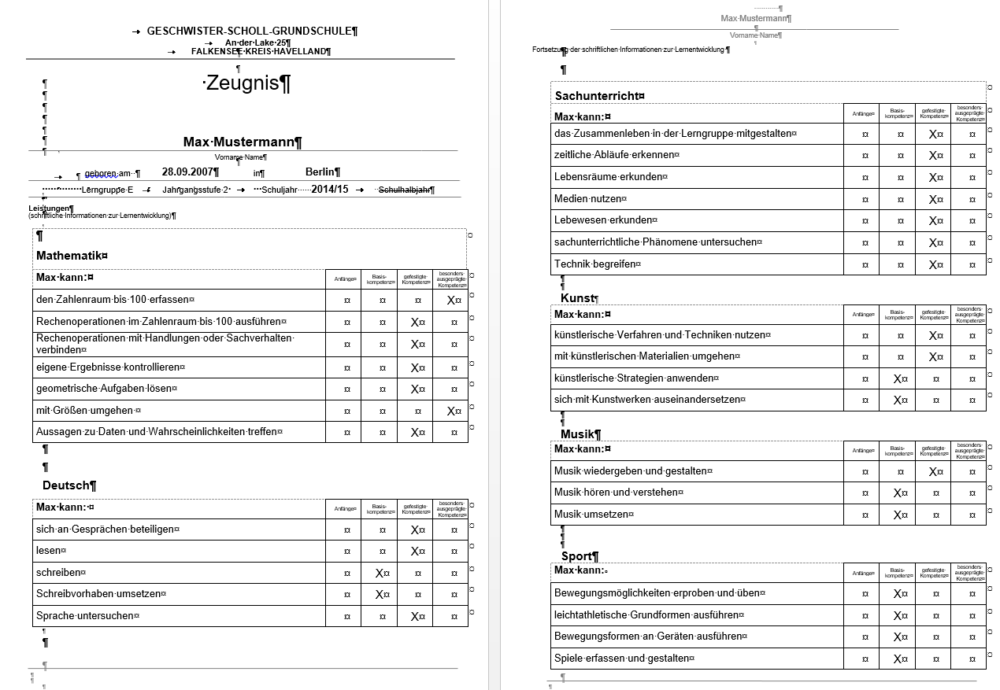 GESCHWISTER-SCHOLL-GRUNDSCHULE
An der Lake 25
FALKENSEE KREIS HAVELLAND
Zeugnis
Max Mustermann
Vorname Name
geboren am 28.09.2007 in Berlin
Lerngruppe E Jahrgangsstufe 2 Schuljahr 2014/15 Schulhalbjahr
Leistungen
(schriftliche Informationen zur Lernentwicklung)
Mathematik
Max kann: Anfänge Basis-kompetenz gefestigte Kompetenz besonders ausgeprägte Kompetenz
den Zahlenraum bis 100 erfassen X
Rechenoperationen im Zahlenraum bis 100 ausführen X
Rechenoperationen mit Handlungen oder Sachverhalten
verbinden X
eigene Ergebnisse kontrollieren X
geometrische Aufgaben lösen X
mit Größen umgehen X
Aussagen zu Daten und Wahrscheinlichkeiten treffen X
Deutsch
Max kann: Anfänge Basis-kompetenz gefestigte Kompetenz besonders ausgeprägte Kompetenz
sich an Gesprächen beteiligen X
lesen X
schreiben X
Schreibvorhaben umsetzen X
Sprache untersuchen X
Max Mustermann
Vorname Name
Fortsetzung der schriftlichen Informationen zur Lernentwicklung
Sachunterricht
Max kann: Anfänge Basis-kompetenz gefestigte Kompetenz besonders ausgeprägte Kompetenz
das Zusammenleben in der Lerngruppe mitgestalten X
zeitliche Abläufe erkennen X
Lebensräume erkunden X
Medien nutzen X
Lebewesen erkunden X
sachunterrichtliche Phänomene untersuchen X
Technik begreifen X
Kunst
Max kann: Anfänge Basis-kompetenz gefestigte Kompetenz besonders ausgeprägte Kompetenz
künstlerische Verfahren und Techniken nutzen X
mit künstlerischen Materialien umgehen X
künstlerische Strategien anwenden X
sich mit Kunstwerken auseinandersetzen X
Musik
Max kann: Anfänge Basis-kompetenz gefestigte Kompetenz besonders ausgeprägte Kompetenz
Musik wiedergeben und gestalten X
Musik hören und verstehen X
Musik umsetzen X
Sport
Max kann: Anfänge Basis-kompetenz gefestigte Kompetenz besonders ausgeprägte Kompetenz
Bewegungsmöglichkeiten erproben und üben X
leichtathletische Grundformen ausführen X
Bewegungsformen an Geräten ausführen X
Spiele erfassen und gestalten X